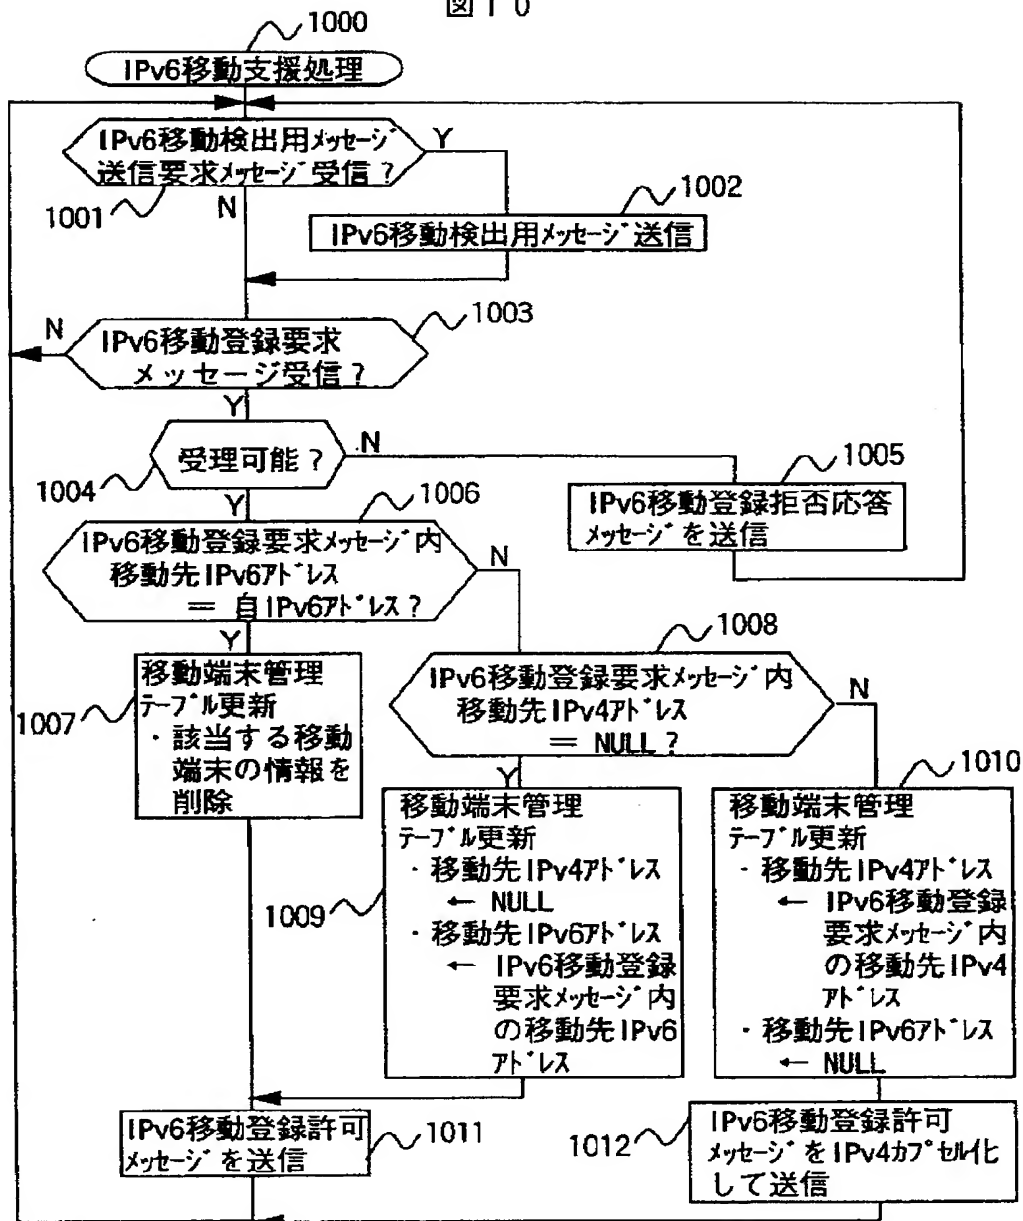 図10
1000
IPv6移動支援処理
IPv6移動検出用ﾒｯｾｰｼﾞ
送信要求ﾒｯｾｰｼﾞ受信？
Y
1001
N
1002
IPv6移動検出用ﾒｯｾｰｼﾞ送信
1003
N
IPv6移動登録要求
メッセージ受信？
Y
受理可能？
N
1004
Y
1005
IPv6移動登録拒否応答
ﾒｯｾｰｼﾞを送信
1006
IPv6移動登録要求ﾒｯｾｰｼﾞ内
移動先IPv6ｱﾄﾞﾚｽ
＝ 自IPv6ｱﾄﾞﾚｽ？
N
Y
1007
移動端末管理
ﾃｰﾌﾞﾙ更新
・該当する移動
端末の情報を
削除
1008
IPv6移動登録要求ﾒｯｾｰｼﾞ内
移動先IPv4ｱﾄﾞﾚｽ
＝ NULL？
N
Y
1009
移動端末管理
ﾃｰﾌﾞﾙ更新
・移動先IPv4ｱﾄﾞﾚｽ
← NULL
・移動先IPv6ｱﾄﾞﾚｽ
← IPv6移動登録
要求ﾒｯｾｰｼﾞ内
の移動先IPv6
ｱﾄﾞﾚｽ
1010
移動端末管理
ﾃｰﾌﾞﾙ更新
・移動先IPv4ｱﾄﾞﾚｽ
← IPv6移動登録
要求ﾒｯｾｰｼﾞ内
の移動先IPv4
ｱﾄﾞﾚｽ
・移動先IPv6ｱﾄﾞﾚｽ
← NULL
IPv6移動登録許可
ﾒｯｾｰｼﾞを送信
1011
1012
IPv6移動登録許可
ﾒｯｾｰｼﾞをIPv4ｶﾌﾟｾﾙ化
して送信